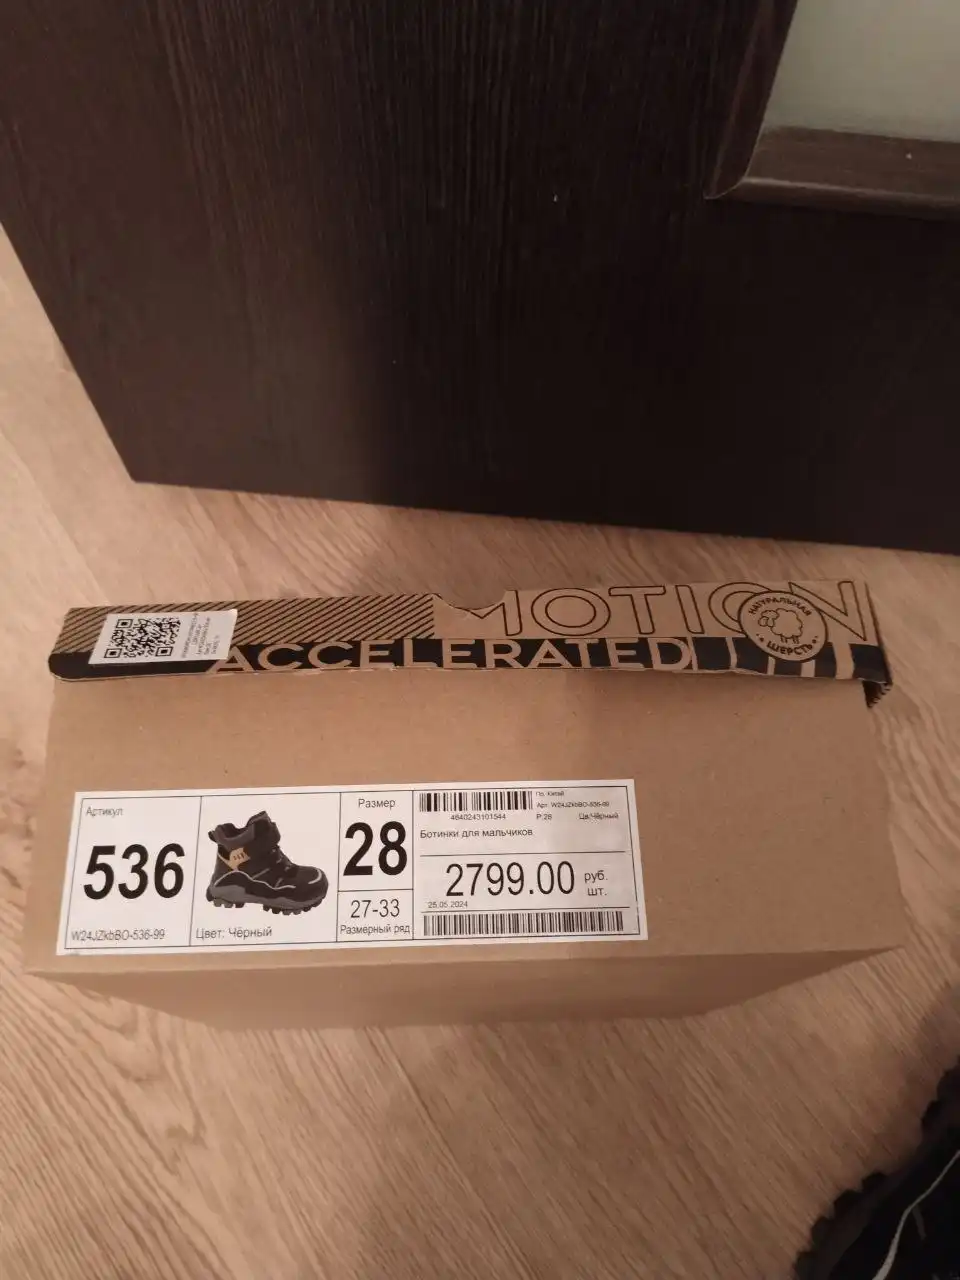 MOTION
ACCELERATED
НАТУРАЛЬНАЯ
ШЕРСТЬ
Артикул
536
W24JZkbBO-536-99
Цвет: Чёрный
Размер
28
27-33
Размерный ряд
Пр. Китай
4640243101544
Арт. W24JZkbBO-536-99
Р.28 Цв.Чёрный
Ботинки для мальчиков
2799.00 руб.
шт.
25.05.2024